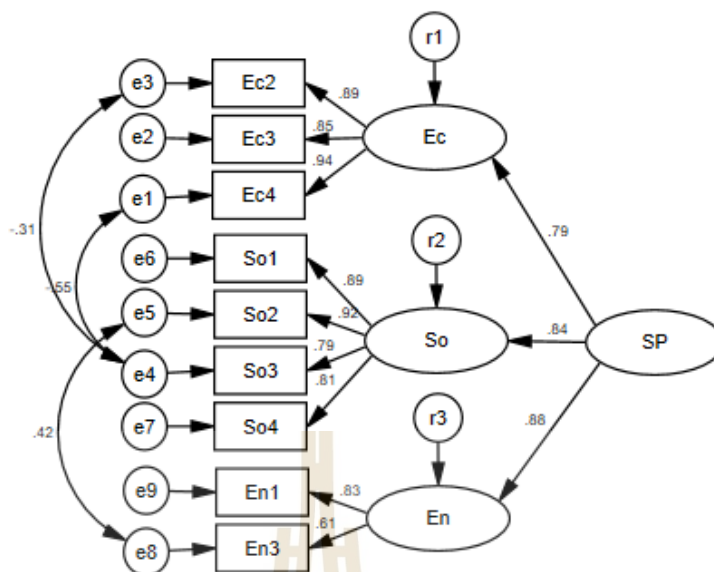 r1
e3 Ec2 .89
e2 Ec3 .85 Ec
e1 Ec4 .94
-.31 .79
r2
e6 So1
-.55 .89
e5 So2 .92
So .84 SP
e4 So3 .79
.81
e7 So4
.42 r3 .88
e9 En1 .83
En
e8 En3 .61